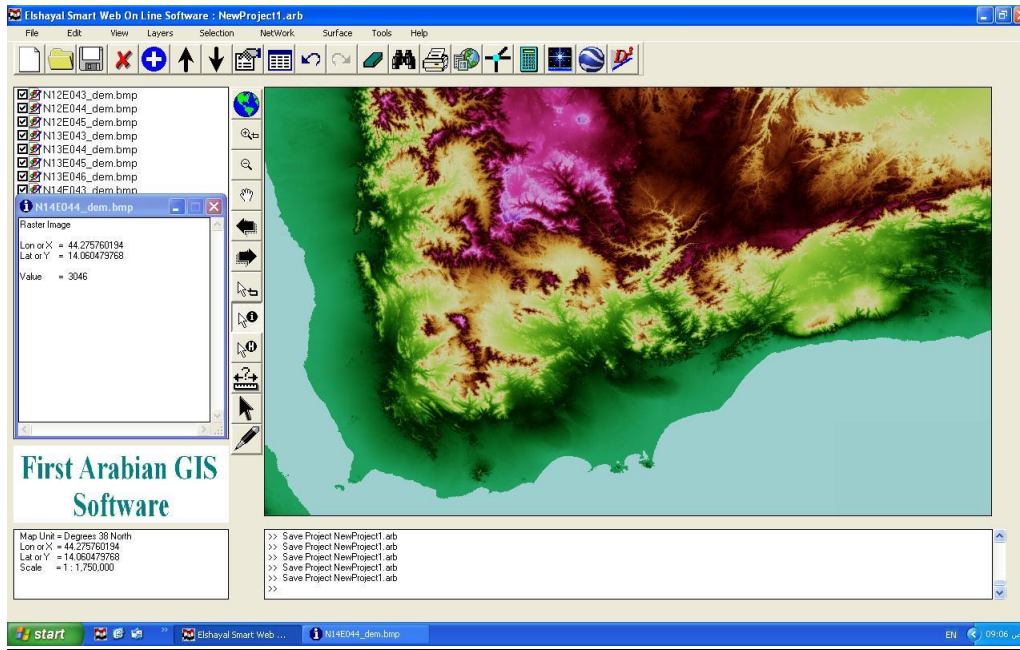 Elshayal Smart Web On Line Software : NewProject1.arb
File Edit View Layers Selection NetWork Surface Tools Help
N12E043_dem.bmp
N12E044_dem.bmp
N12E045_dem.bmp
N13E043_dem.bmp
N13E044_dem.bmp
N13E045_dem.bmp
N13E046_dem.bmp
N14E043_dem.bmp
N14E044_dem.bmp
Raster Image
Lon or X = 44.275760194
Lat or Y = 14.060479768
Value = 3046
First Arabian GIS
Software
Map Unit = Degrees 38 North
Lon or X = 44.275760194
Lat or Y = 14.060479768
Scale = 1 : 1,750,000
>> Save Project NewProject1.arb
>> Save Project NewProject1.arb
>> Save Project NewProject1.arb
>> Save Project NewProject1.arb
>>
start
Elshayal Smart Web ...
N14E044_dem.bmp
EN
09:06 ص